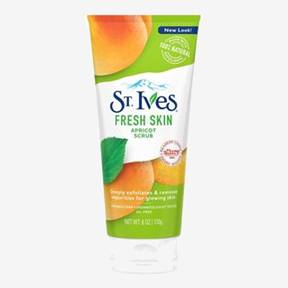 New Look!
100% NATURAL
ST. IVES
FRESH SKIN
APRICOT
SCRUB
allure
Deeply exfoliates & removes
impurities for glowing skin
OIL FREE
NET WT 6 OZ / 170g